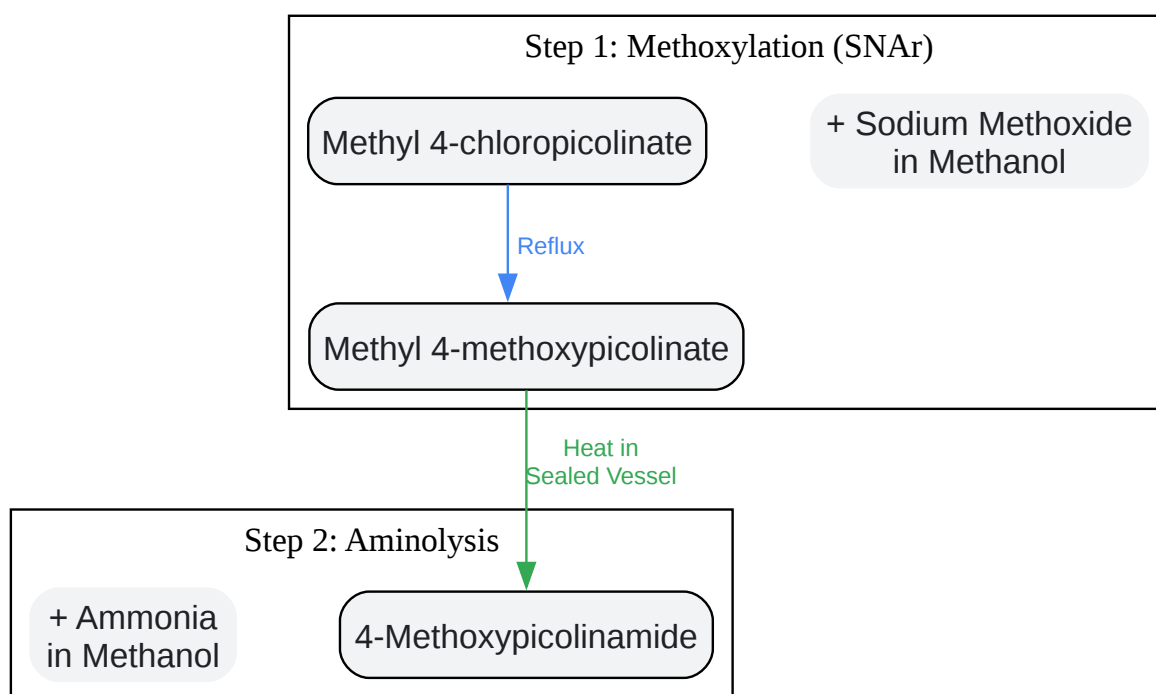 Step 1: Methoxylation (SNAr)
Methyl 4-chloropicolinate
+ Sodium Methoxide
in Methanol
Reflux
Methyl 4-methoxypicolinate
Heat in
Sealed Vessel
Step 2: Aminolysis
+ Ammonia
in Methanol
4-Methoxypicolinamide